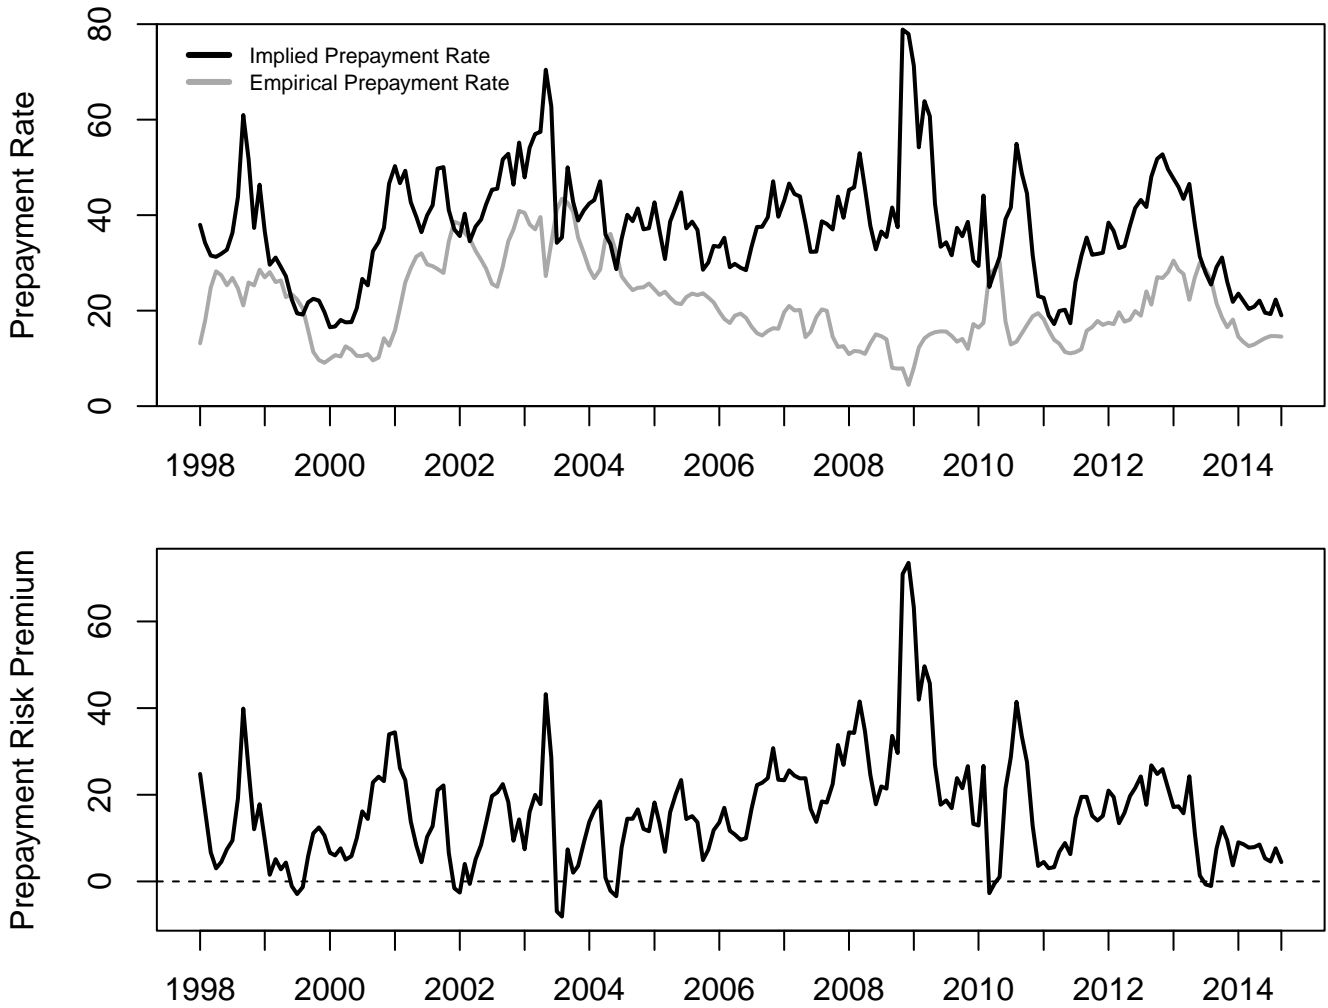 Prepayment Rate
80
60
40
20
0
Implied Prepayment Rate
Empirical Prepayment Rate
1998 2000 2002 2004 2006 2008 2010 2012 2014
Prepayment Risk Premium
60
40
20
0
1998 2000 2002 2004 2006 2008 2010 2012 2014